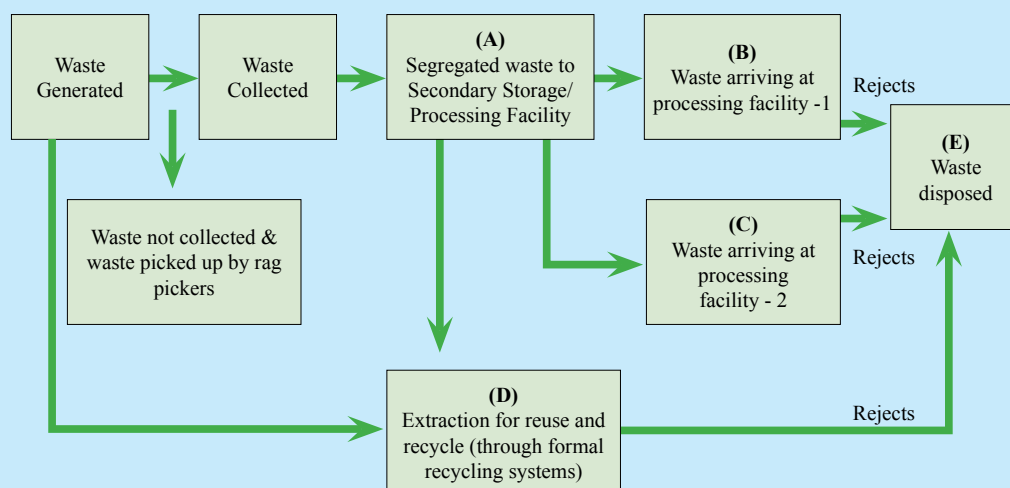 Waste
Generated
Waste
Collected
(A)
Segregated waste to
Secondary Storage/
Processing Facility
(B)
Waste arriving at
processing facility -1
Rejects
(E)
Waste
disposed
Waste not collected &
waste picked up by rag
pickers
(C)
Waste arriving at
processing
facility - 2
Rejects
(D)
Extraction for reuse and
recycle (through formal
recycling systems)
Rejects